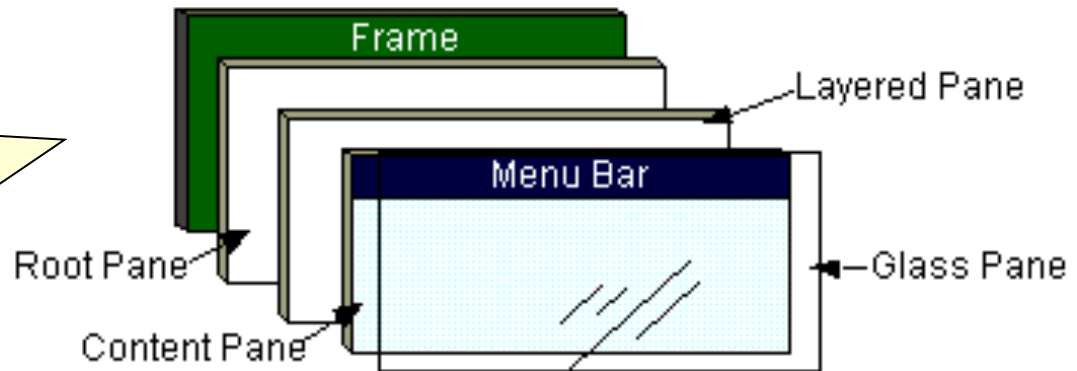 Frame
Layered Pane
Menu Bar
Root Pane
Glass Pane
Content Pane